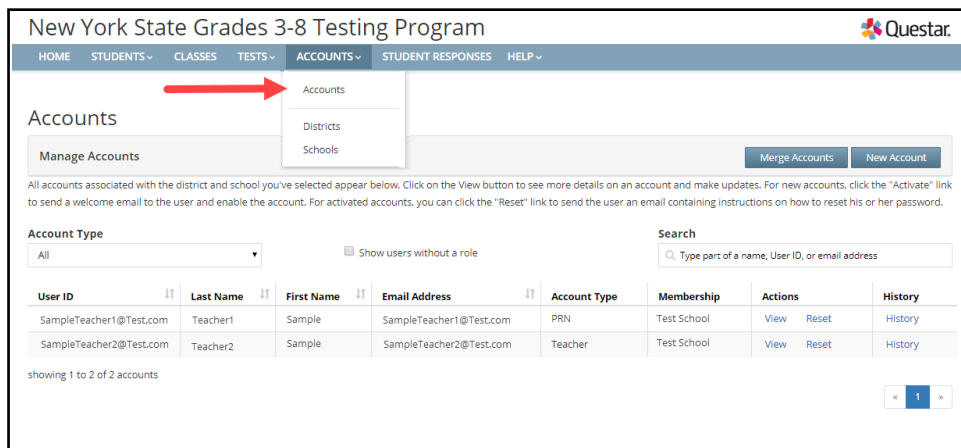 New York State Grades 3-8 Testing Program
Questar.
HOME STUDENTS CLASSES TESTS ACCOUNTS STUDENT RESPONSES HELP
Accounts
Districts
Schools
Accounts
Manage Accounts
Merge Accounts New Account
All accounts associated with the district and school you've selected appear below. Click on the View button to see more details on an account and make updates. For new accounts, click the "Activate" link
to send a welcome email to the user and enable the account. For activated accounts, you can click the "Reset" link to send the user an email containing instructions on how to reset his or her password.
Account Type Search
All Show users without a role Type part of a name, User ID, or email address
User ID Last Name First Name Email Address Account Type Membership Actions History
SampleTeacher1@Test.com Teacher1 Sample SampleTeacher1@Test.com PRN Test School View Reset History
SampleTeacher2@Test.com Teacher2 Sample SampleTeacher2@Test.com Teacher Test School View Reset History
showing 1 to 2 of 2 accounts
« 1 »